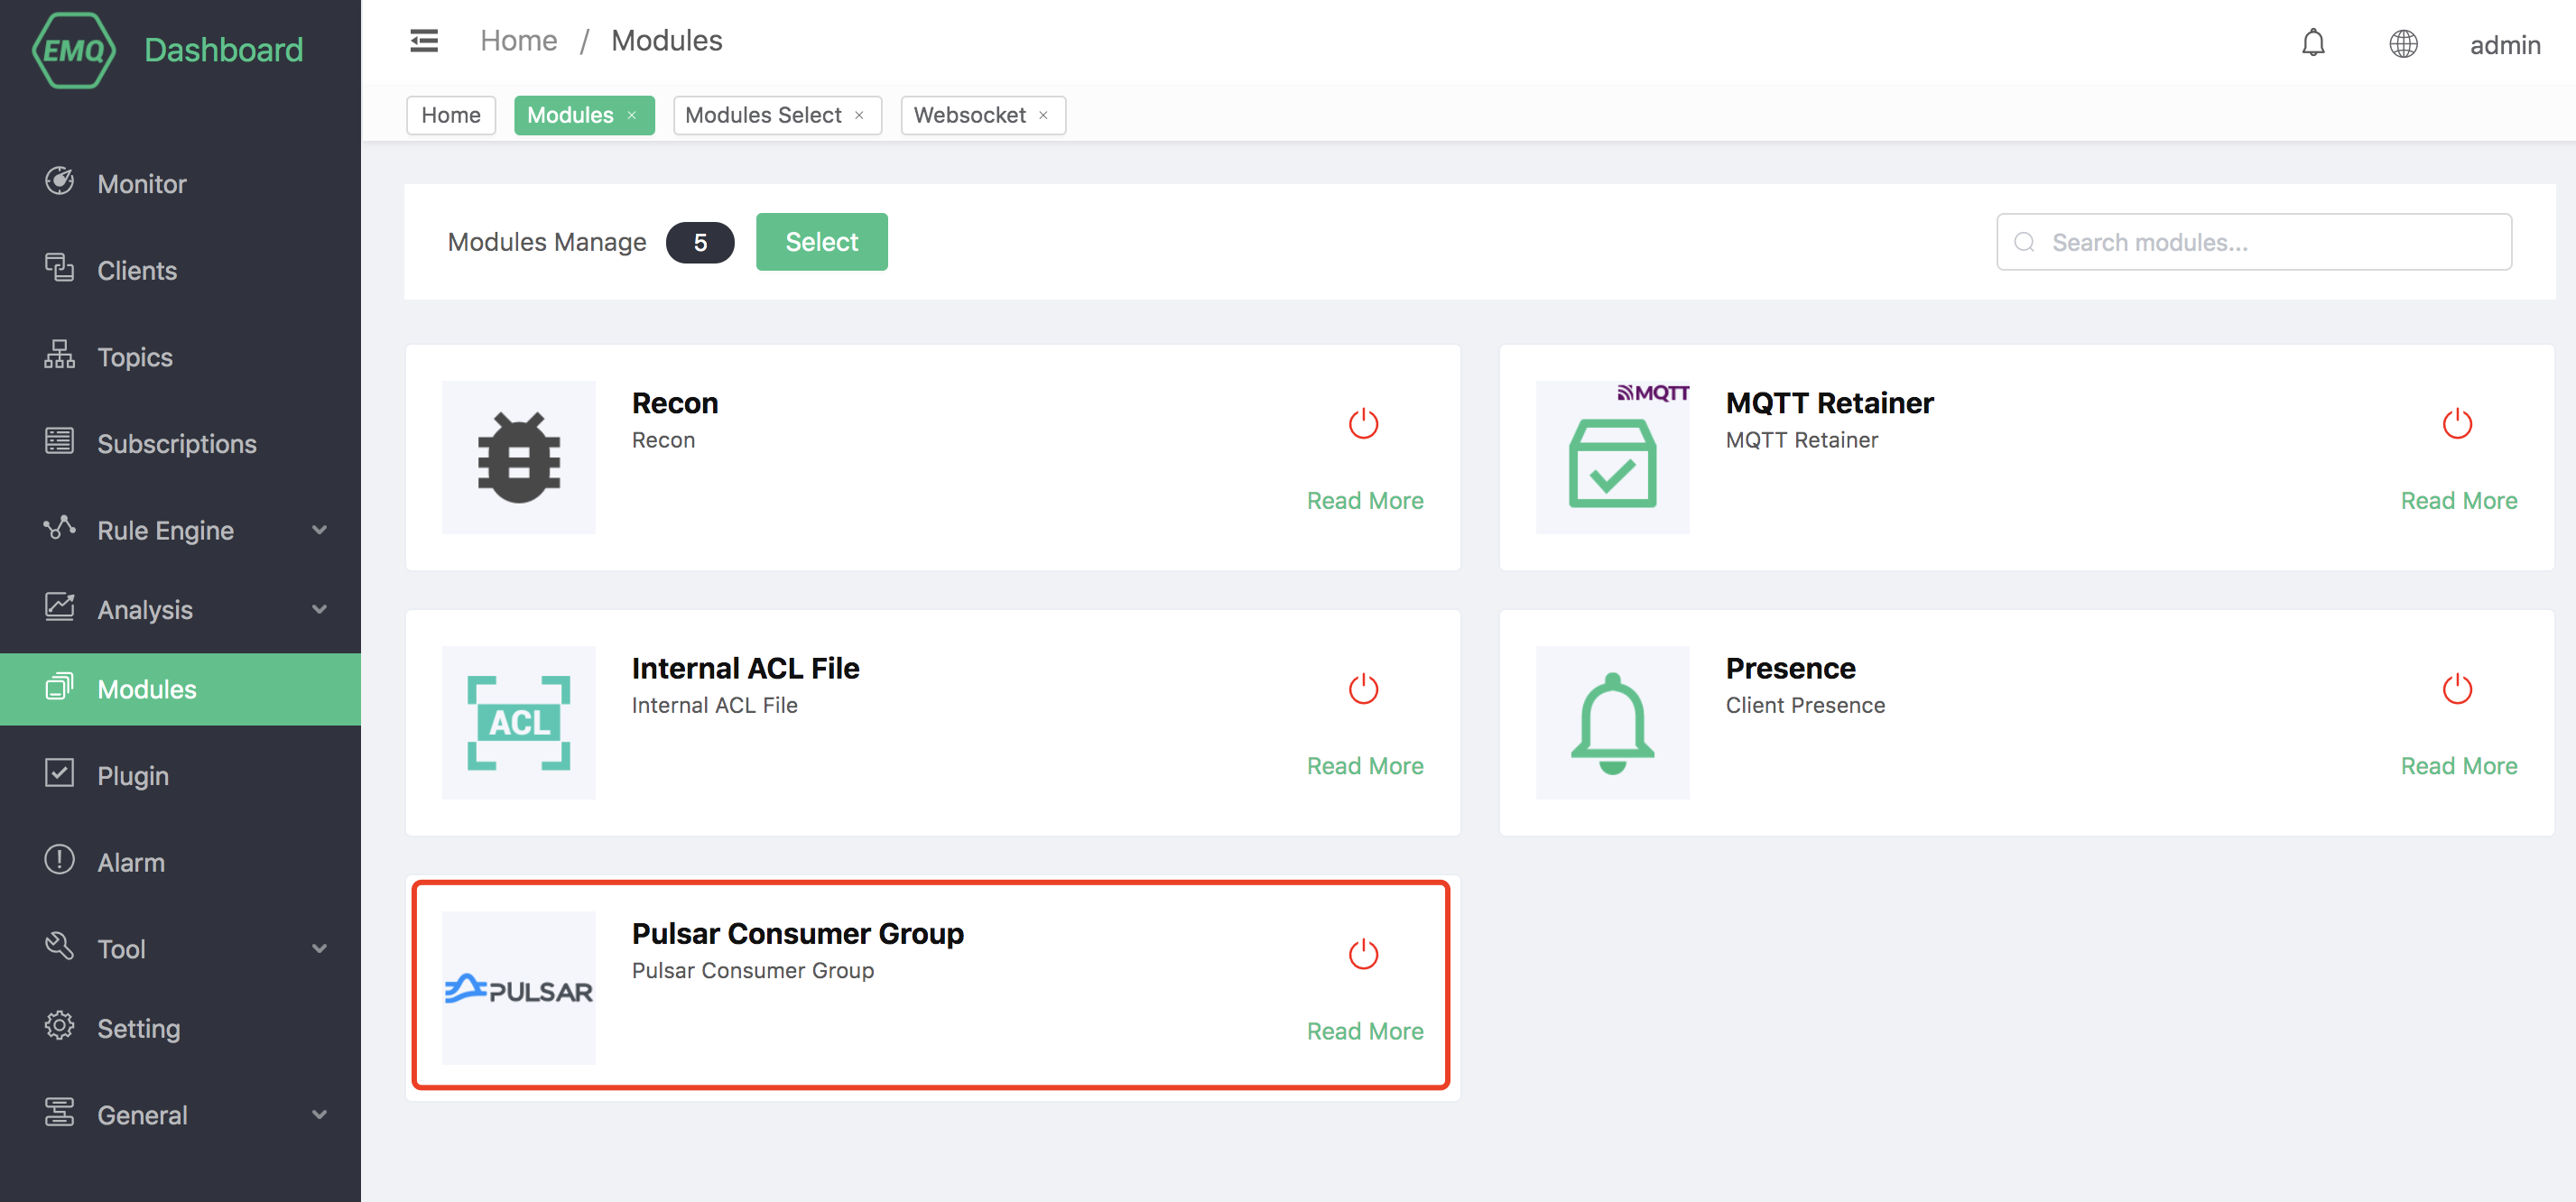 EMQ Dashboard
Home / Modules
admin
Home
Modules ×
Modules Select ×
Websocket ×
Monitor
Clients
Topics
Subscriptions
Rule Engine
Analysis
Modules
Plugin
Alarm
Tool
Setting
General
Modules Manage 5 Select
Search modules...
Recon
Recon
Read More
MQTT
MQTT Retainer
MQTT Retainer
Read More
ACL
Internal ACL File
Internal ACL File
Read More
Presence
Client Presence
Read More
PULSAR
Pulsar Consumer Group
Pulsar Consumer Group
Read More